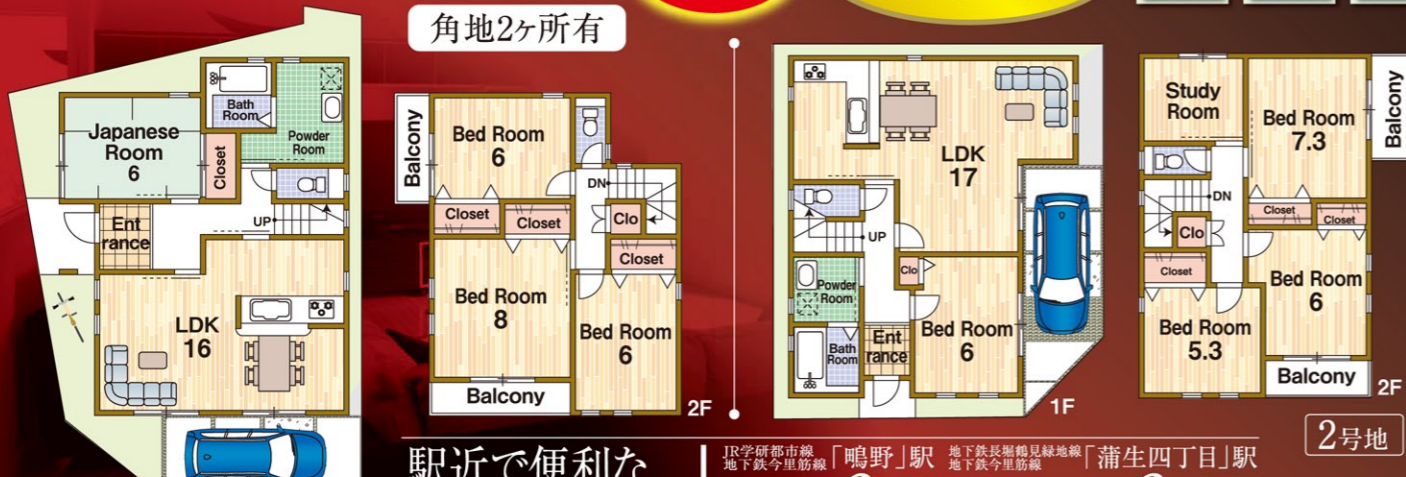 角地2ヶ所有
Japanese
Room
6
Bath
Room
Powder
Room
Closet
Ent
rance
UP
LDK
16
Balcony
Bed Room
6
DN
Closet
Closet
Clo
Closet
Bed Room
8
Bed Room
6
Balcony
2F
LDK
17
UP
Clo
Powder
Room
Bath
Room
Ent
rance
Bed Room
6
1F
Study
Room
Bed Room
7.3
Balcony
DN
Clo
Closet
Closet
Closet
Bed Room
6
Bed Room
5.3
Balcony
2F
2号地
駅近で便利な
JR学研都市線
地下鉄今里筋線
「鴫野」駅
地下鉄長堀鶴見緑地線
地下鉄今里筋線
「蒲生四丁目」駅